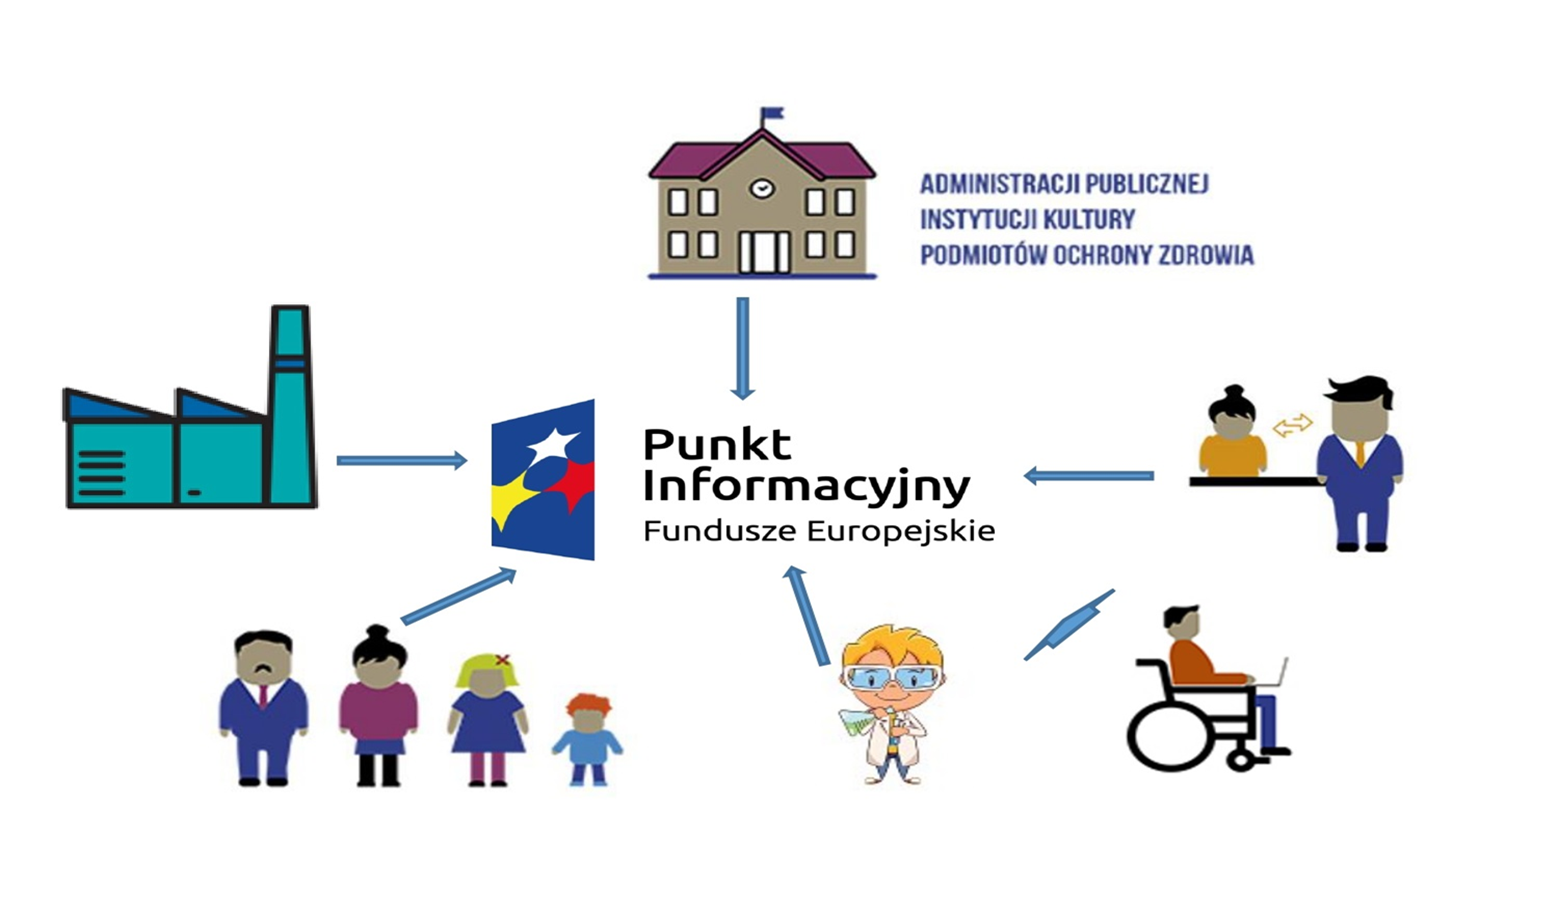 ADMINISTRACJI PUBLICZNEJ
INSTYTUCJI KULTURY
PODMIOTÓW OCHRONY ZDROWIA
Punkt
Informacyjny
Fundusze Europejskie